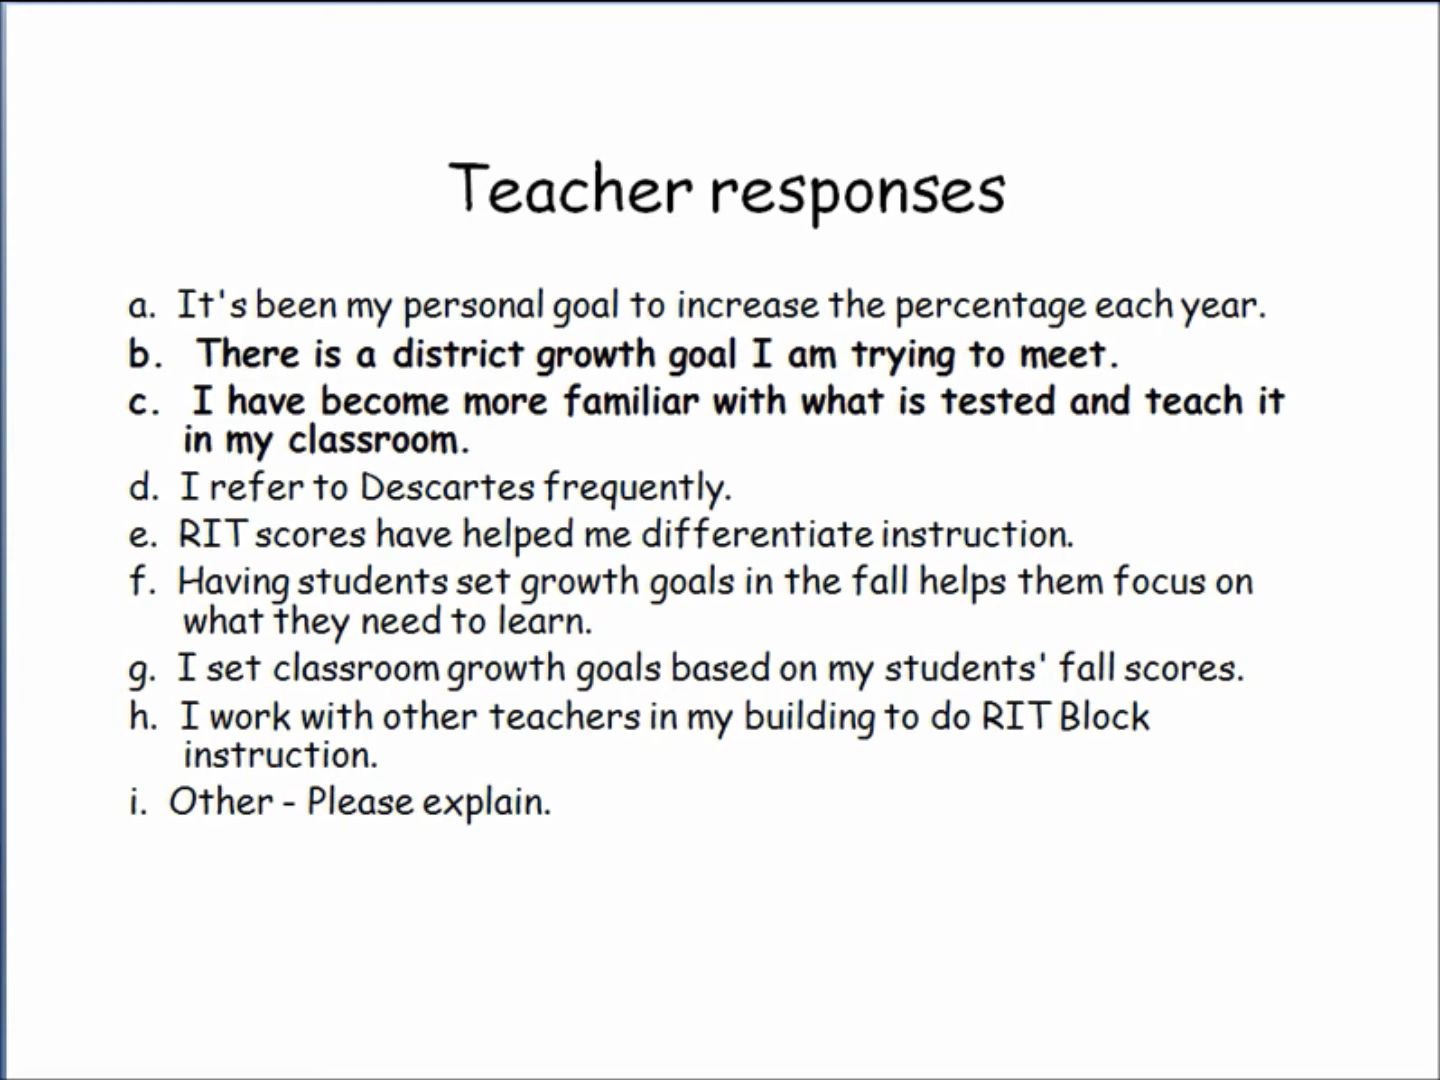 Teacher responses
a. It's been my personal goal to increase the percentage each year.
b. There is a district growth goal I am trying to meet.
c. I have become more familiar with what is tested and teach it
in my classroom.
d. I refer to Descartes frequently.
e. RIT scores have helped me differentiate instruction.
f. Having students set growth goals in the fall helps them focus on
what they need to learn.
g. I set classroom growth goals based on my students' fall scores.
h. I work with other teachers in my building to do RIT Block
instruction.
i. Other - Please explain.